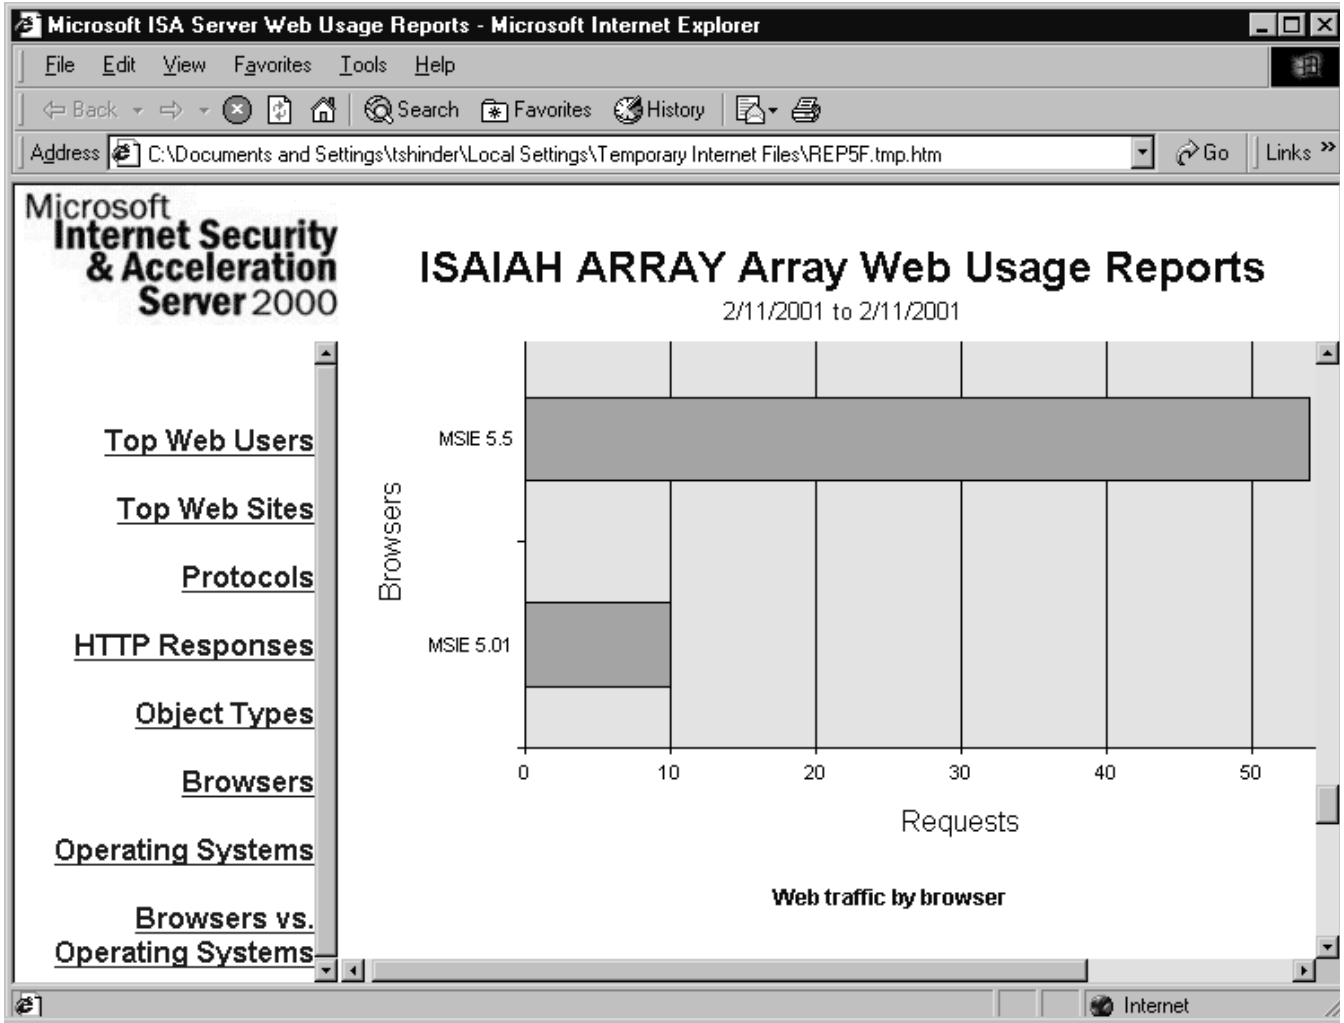 Microsoft ISA Server Web Usage Reports - Microsoft Internet Explorer
File Edit View Favorites Tools Help
Back Search Favorites History
Address C:\Documents and Settings\tshinder\Local Settings\Temporary Internet Files\REP5F.tmp.htm Go Links »
Microsoft
Internet Security
& Acceleration
Server 2000
ISAIAH ARRAY Array Web Usage Reports
2/11/2001 to 2/11/2001
Top Web Users
Top Web Sites
Protocols
HTTP Responses
Object Types
Browsers
Operating Systems
Browsers vs.
Operating Systems
Browsers
MSIE 5.5
MSIE 5.01
0 10 20 30 40 50
Requests
Web traffic by browser
Internet